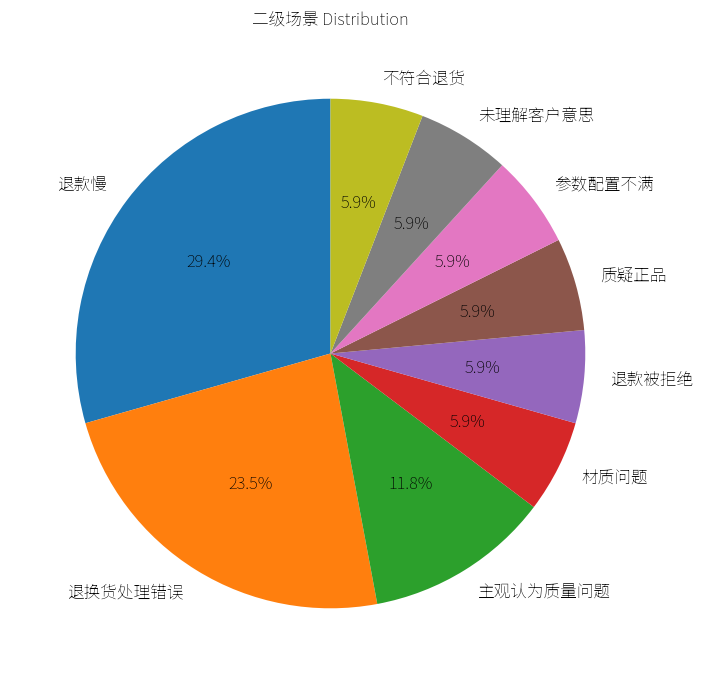 二级场景 Distribution
不符合退货
未理解客户意思
退款慢
参数配置不满
5.9%
5.9%
29.4%
5.9%
质疑正品
5.9%
5.9%
退款被拒绝
5.9%
材质问题
23.5%
11.8%
退换货处理错误
主观认为质量问题